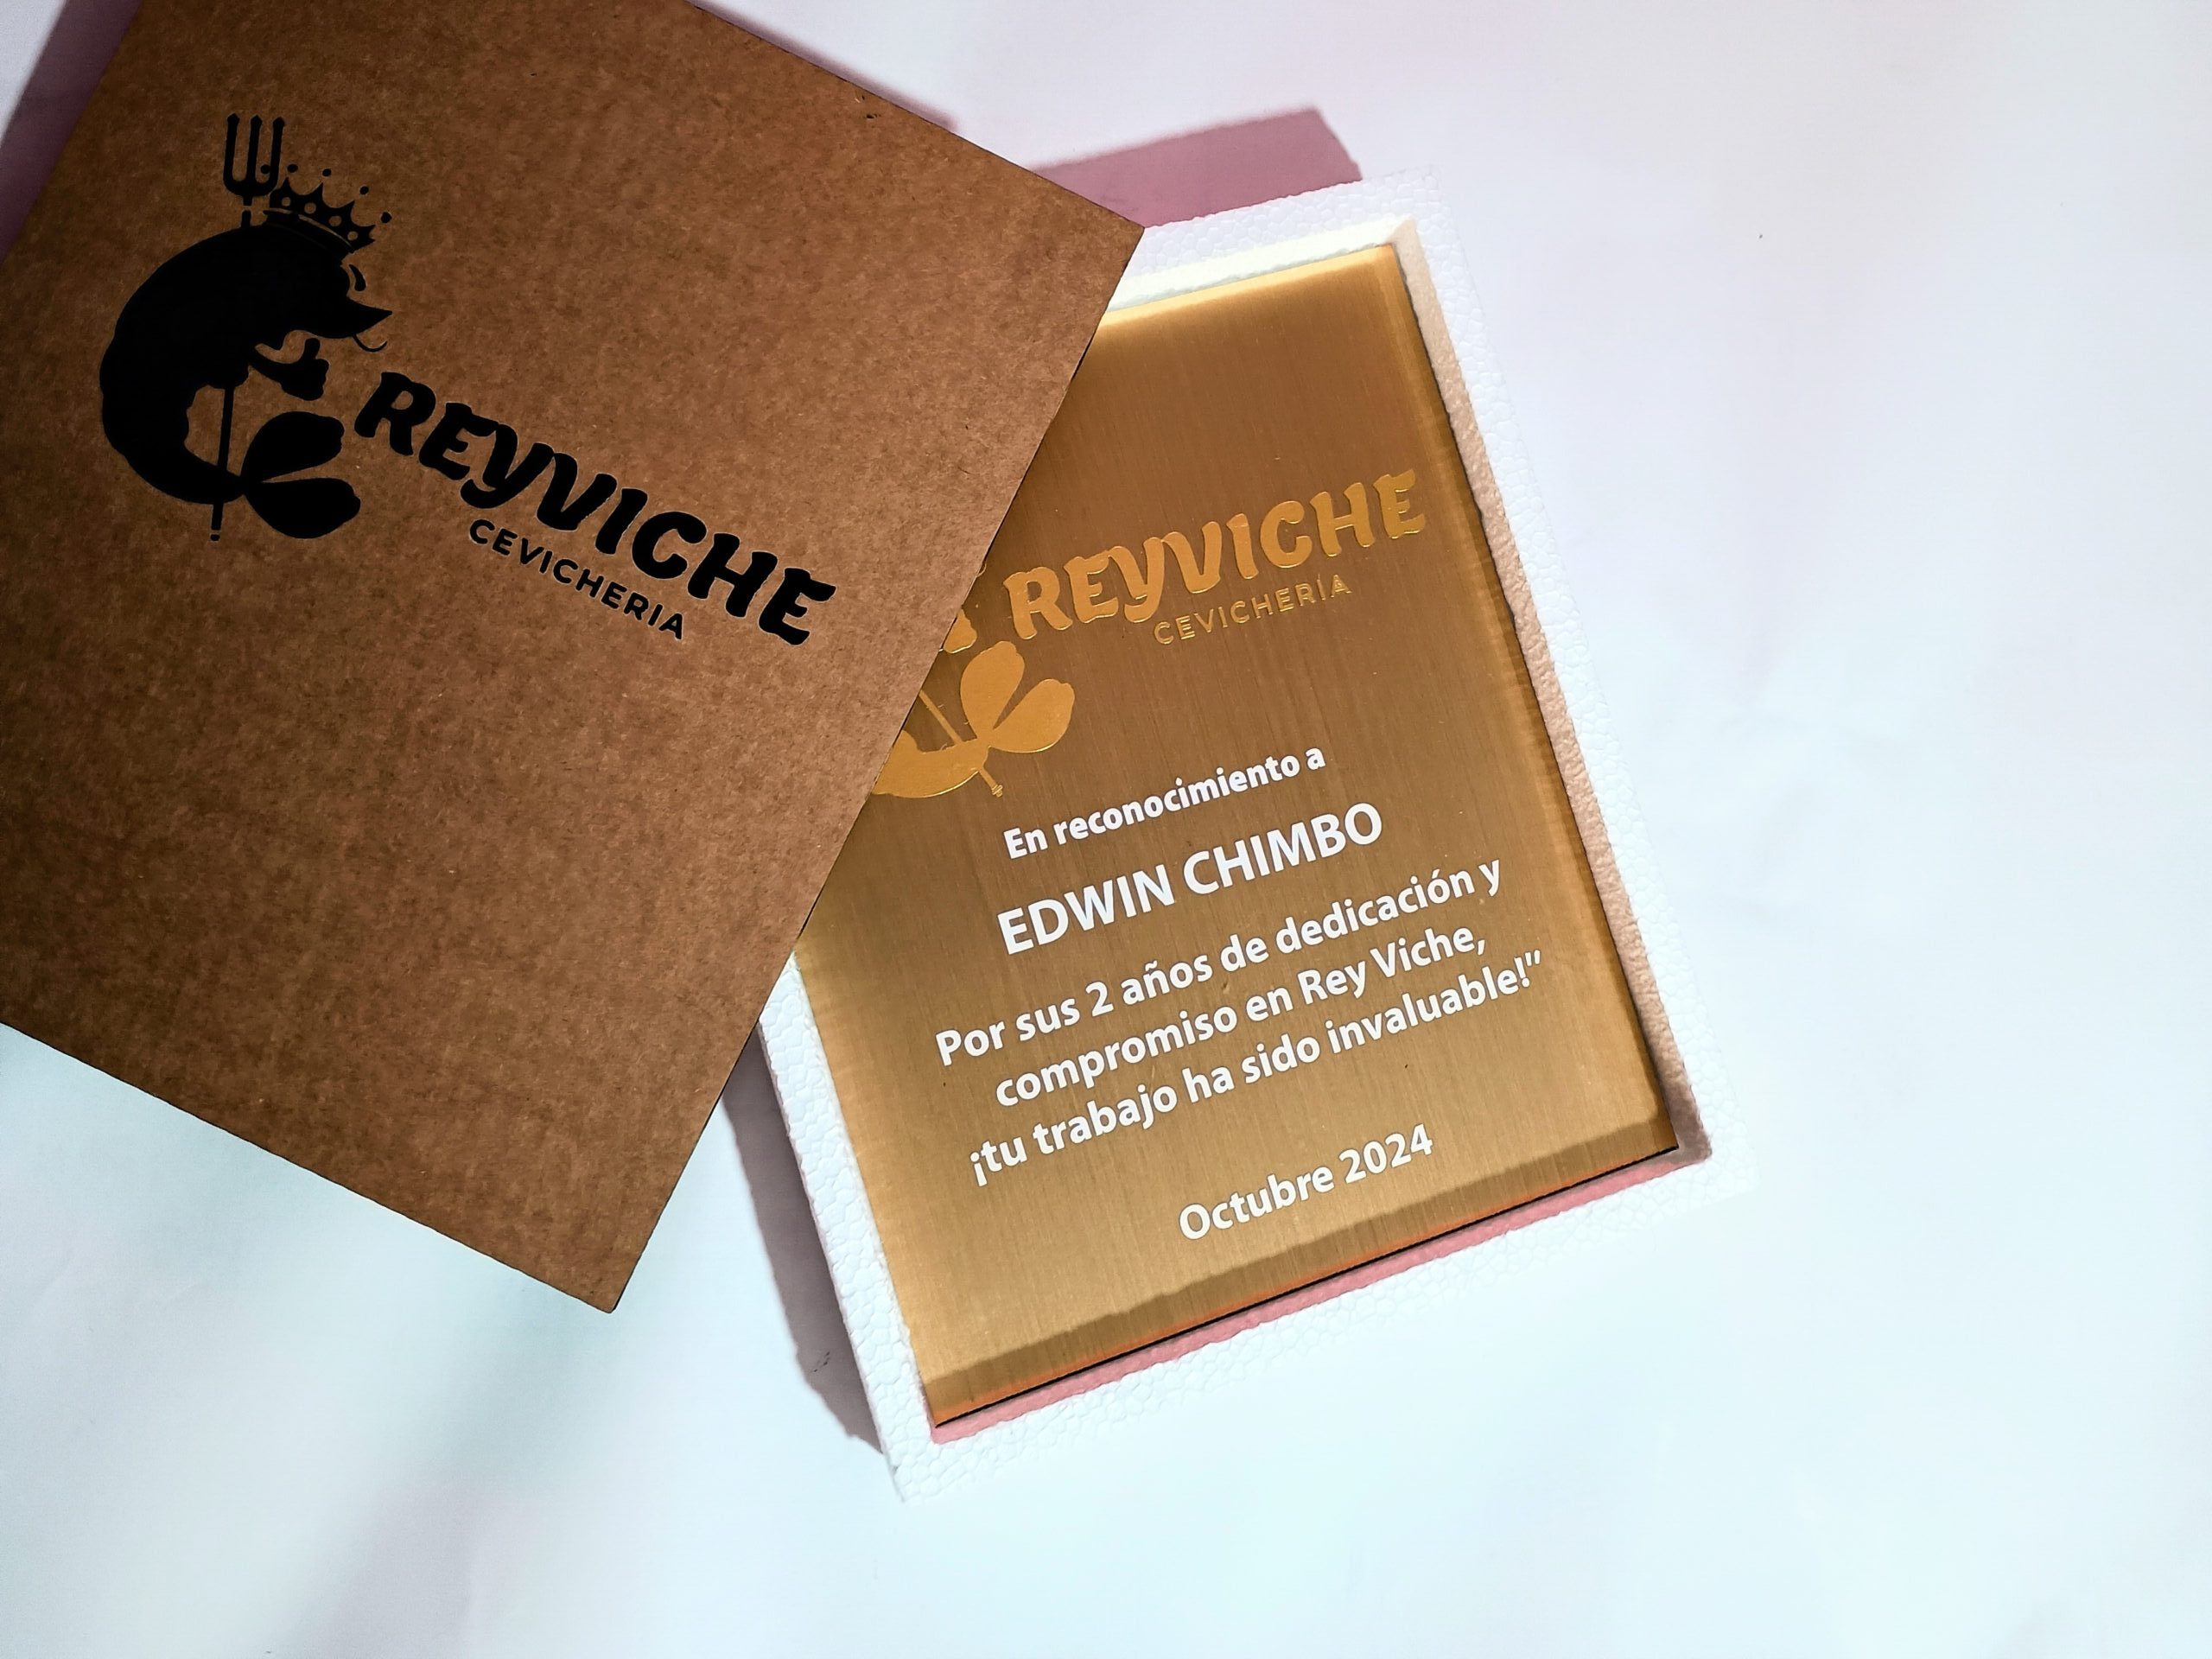 REYVICHE
CEVICHERIA
REYVICHE
CEVICHERÍA
En reconocimiento a
EDWIN CHIMBO
Por sus 2 años de dedicación y
compromiso en Rey Viche,
¡tu trabajo ha sido invaluable!"
Octubre 2024